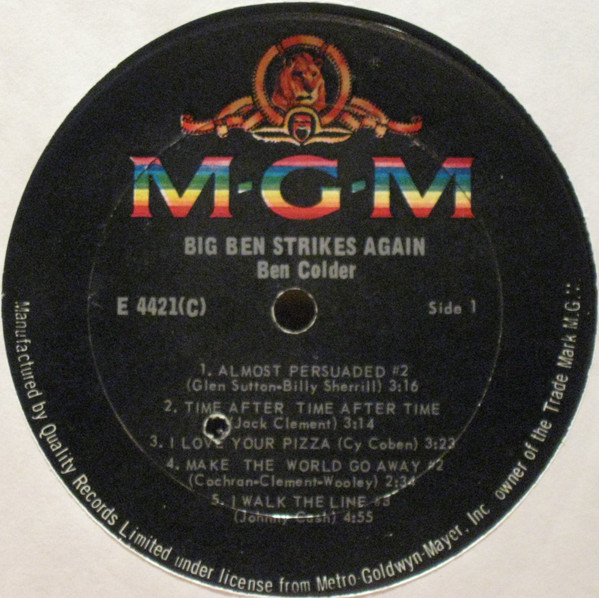 M-G-M
BIG BEN STRIKES AGAIN
Ben Colder
E 4421(C)
Side 1
1. ALMOST PERSUADED #2
(Glen Sutton-Billy Sherrill) 3:16
2. TIME AFTER TIME AFTER TIME
(Jack Clement) 3:14
3. I LOVE YOUR PIZZA (Cy Coben) 3:23
4. MAKE THE WORLD GO AWAY #2
(Cochran-Clement-Wooley) 2:34
5. I WALK THE LINE #3
(Johnny Cash) 4:55
Manufactured by Quality Records Limited under license from Metro-Goldwyn-Mayer, Inc owner of the Trade Mark M.G.M.